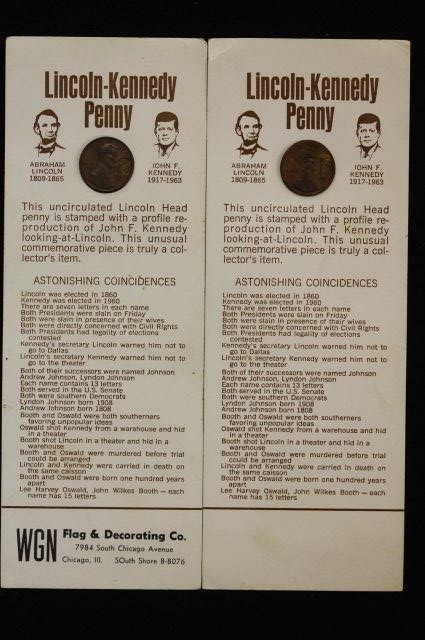 Lincoln-Kennedy
Penny
ABRAHAM
LINCOLN
1809-1865
JOHN F.
KENNEDY
1917-1963
This uncirculated Lincoln Head
penny is stamped with a profile re-
production of John F. Kennedy
looking-at-Lincoln. This unusual
commemorative piece is truly a col-
lector's item.
ASTONISHING COINCIDENCES
Lincoln was elected in 1860
Kennedy was elected in 1960
There are seven letters in each name
Both Presidents were slain on Friday
Both were slain in presence of their wives
Both were directly concerned with Civil Rights
Both Presidents had legality of elections
contested
Kennedy's secretary Lincoln warned him not to
go to Dallas
Lincoln's secretary Kennedy warned him not to
go to the theater
Both of their successors were named Johnson
Andrew Johnson, Lyndon Johnson
Each name contains 13 letters
Both served in the U.S. Senate
Both were southern Democrats
Lyndon Johnson born 1908
Andrew Johnson born 1808
Booth and Oswald were both southerners
favoring unpopular ideas
Oswald shot Kennedy from a warehouse and hid
in a theater
Booth shot Lincoln in a theater and hid in a
warehouse
Booth and Oswald were murdered before trial
could be arranged
Lincoln and Kennedy were carried in death on
the same caisson
Booth and Oswald were born one hundred years
apart
Lee Harvey Oswald, John Wilkes Booth — each
name has 15 letters
WGN
Flag & Decorating Co.
7984 South Chicago Avenue
Chicago, Ill. SOuth Shore 8-8076
Lincoln-Kennedy
Penny
ABRAHAM
LINCOLN
1809-1865
JOHN F.
KENNEDY
1917-1963
This uncirculated Lincoln Head
penny is stamped with a profile re-
production of John F. Kennedy
looking-at-Lincoln. This unusual
commemorative piece is truly a col-
lector's item.
ASTONISHING COINCIDENCES
Lincoln was elected in 1860
Kennedy was elected in 1960
There are seven letters in each name
Both Presidents were slain on Friday
Both were slain in presence of their wives
Both were directly concerned with Civil Rights
Both Presidents had legality of elections
contested
Kennedy's secretary Lincoln warned him not to
go to Dallas
Lincoln's secretary Kennedy warned him not to
go to the theater
Both of their successors were named Johnson
Andrew Johnson, Lyndon Johnson
Each name contains 13 letters
Both served in the U.S. Senate
Both were southern Democrats
Lyndon Johnson born 1908
Andrew Johnson born 1808
Booth and Oswald were both southerners
favoring unpopular ideas
Oswald shot Kennedy from a warehouse and hid
in a theater
Booth shot Lincoln in a theater and hid in a
warehouse
Booth and Oswald were murdered before trial
could be arranged
Lincoln and Kennedy were carried in death on
the same caisson
Booth and Oswald were born one hundred years
apart
Lee Harvey Oswald, John Wilkes Booth — each
name has 15 letters